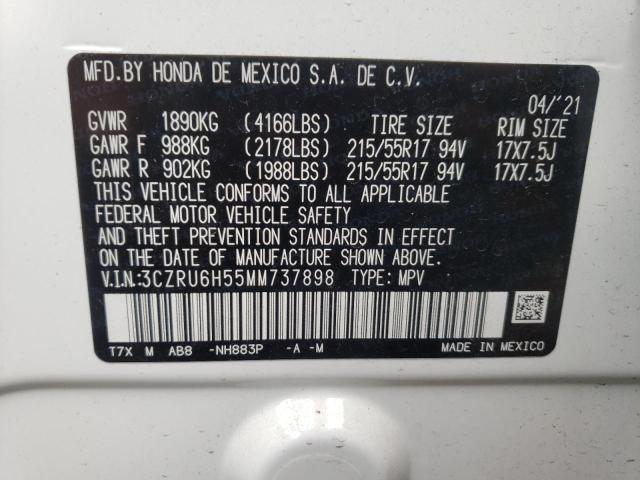 MFD.BY HONDA DE MEXICO S.A. DE C.V.
04/'21
GVWR 1890KG (4166LBS) TIRE SIZE RIM SIZE
GAWR F 988KG (2178LBS) 215/55R17 94V 17X7.5J
GAWR R 902KG (1988LBS) 215/55R17 94V 17X7.5J
THIS VEHICLE CONFORMS TO ALL APPLICABLE
FEDERAL MOTOR VEHICLE SAFETY
AND THEFT PREVENTION STANDARDS IN EFFECT
ON THE DATE OF MANUFACTURE SHOWN ABOVE.
V.I.N:3CZRU6H55MM737898 TYPE: MPV
T7X M AB8 -NH883P -A -M
MADE IN MEXICO